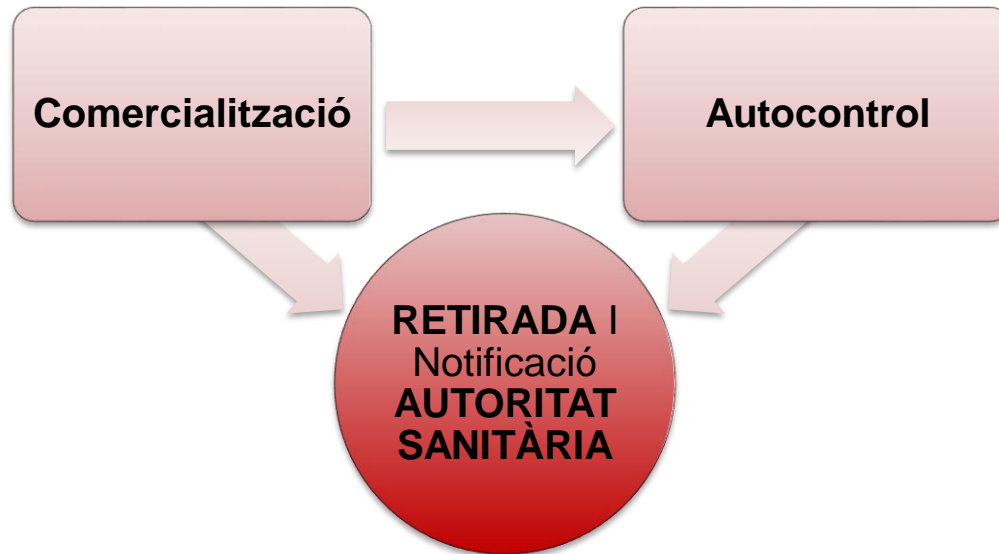 Comercialització
Autocontrol
RETIRADA I
Notificació
AUTORITAT
SANITÀRIA